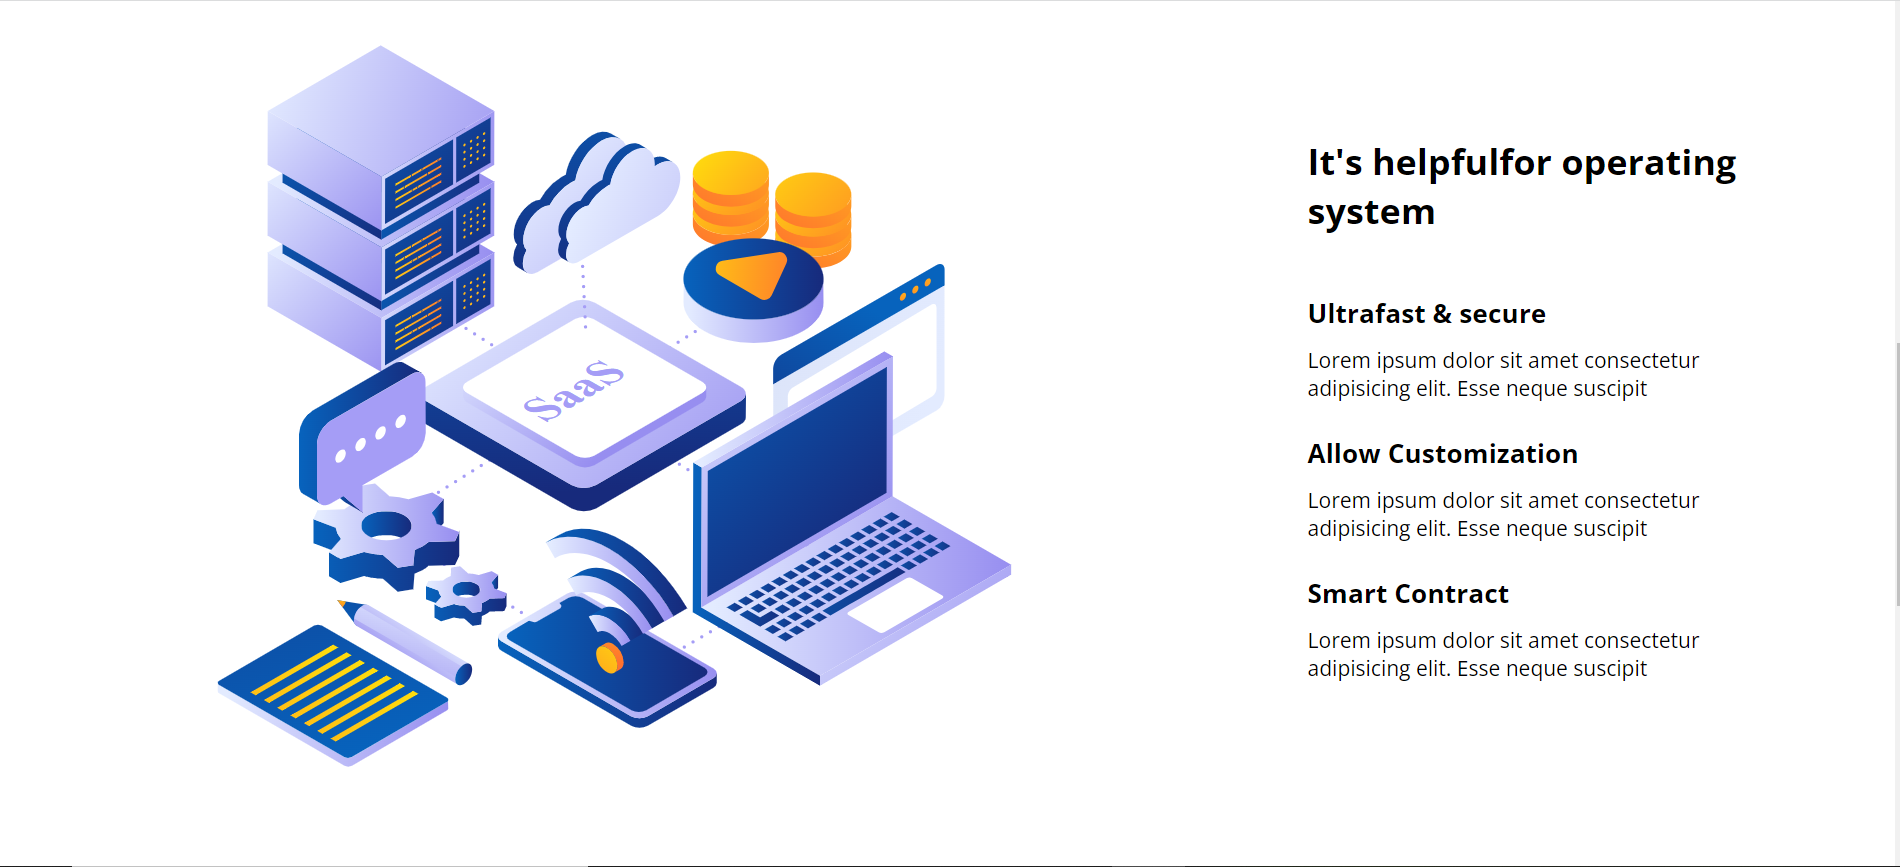 SaaS
It's helpfulfor operating
system
Ultrafast & secure
Lorem ipsum dolor sit amet consectetur
adipisicing elit. Esse neque suscipit
Allow Customization
Lorem ipsum dolor sit amet consectetur
adipisicing elit. Esse neque suscipit
Smart Contract
Lorem ipsum dolor sit amet consectetur
adipisicing elit. Esse neque suscipit